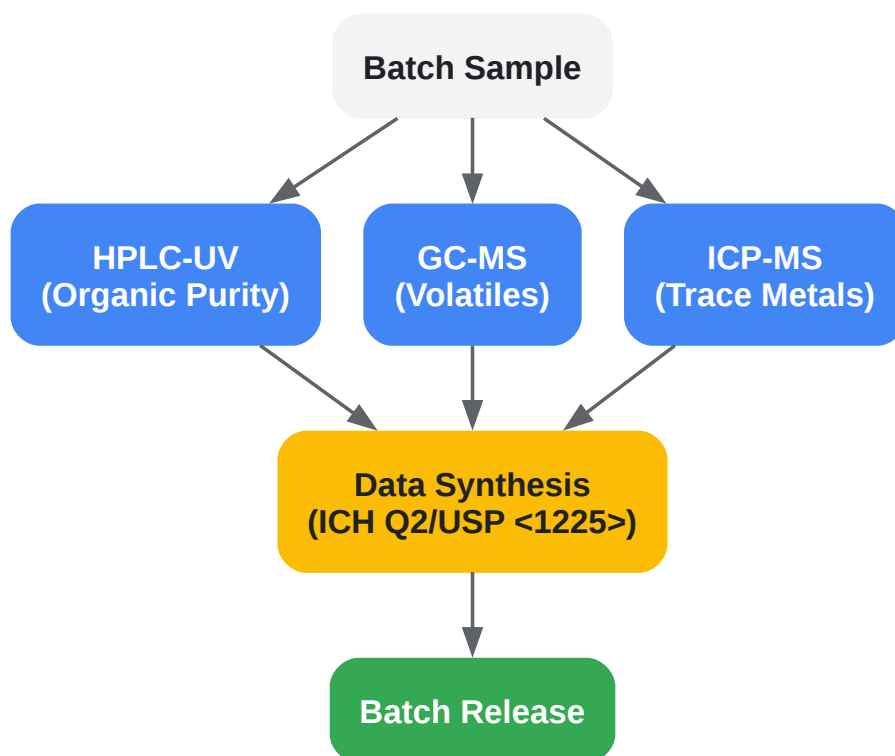 Batch Sample
HPLC-UV
(Organic Purity)
GC-MS
(Volatiles)
ICP-MS
(Trace Metals)
Data Synthesis
(ICH Q2/USP <1225>)
Batch Release